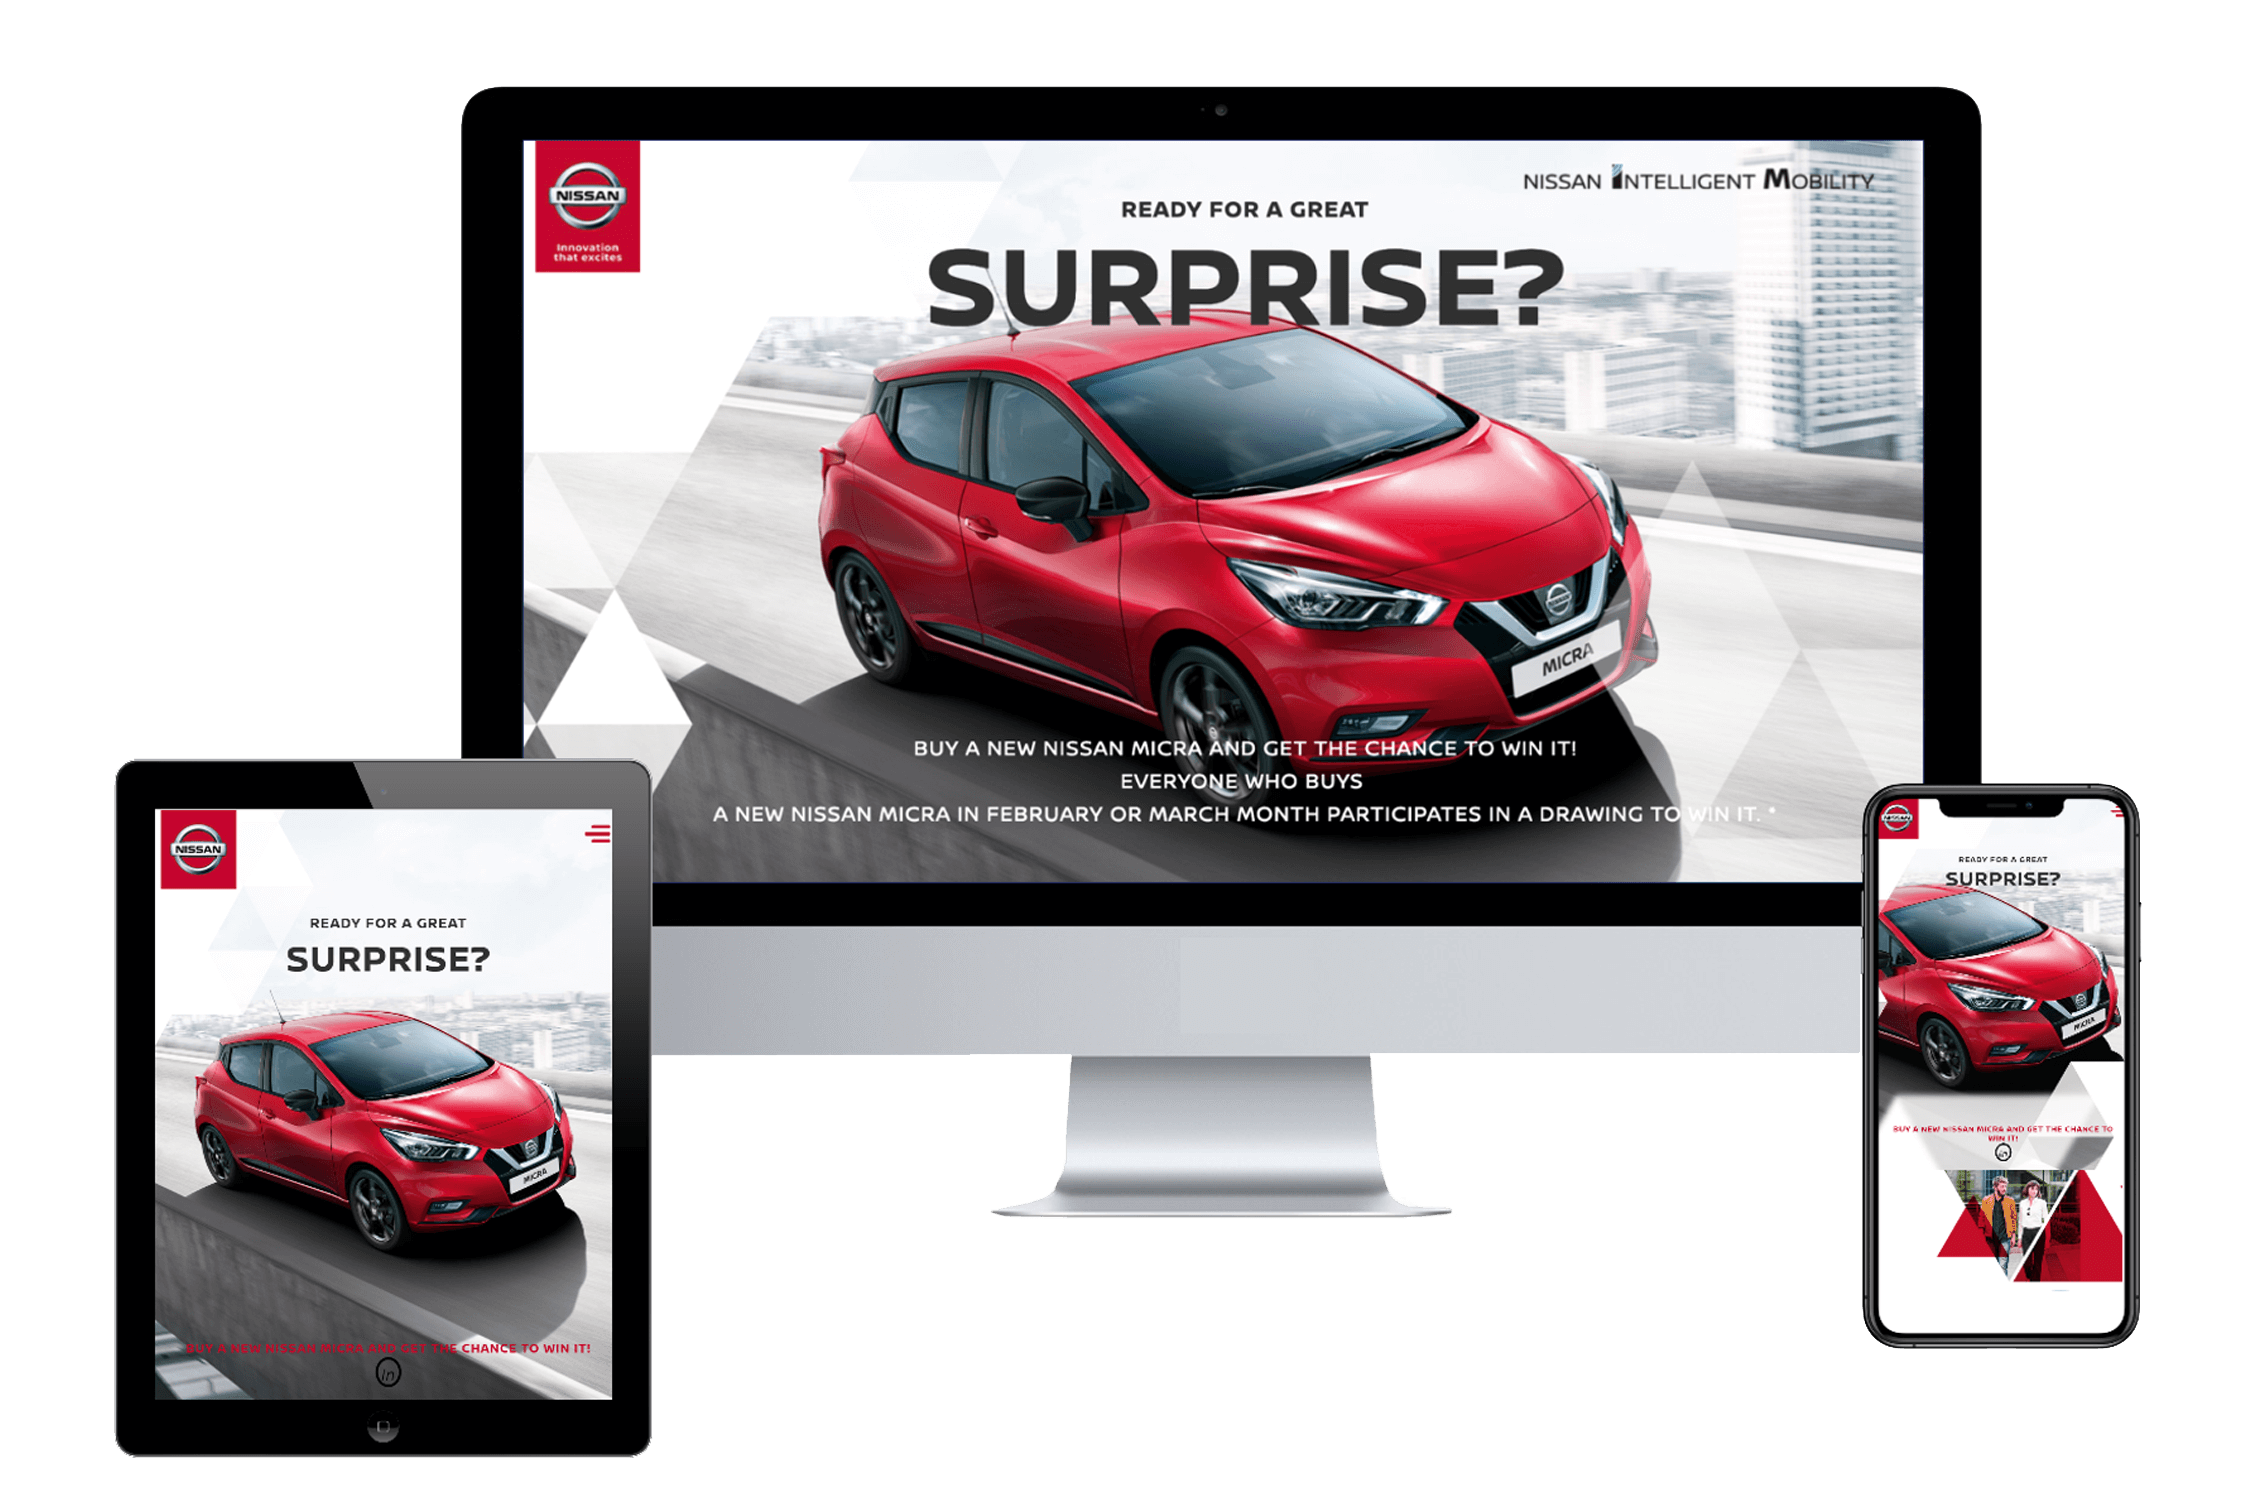 NISSAN
Innovation
that excites
NISSAN INTELLIGENT MOBILITY
READY FOR A GREAT
SURPRISE?
MICRA
BUY A NEW NISSAN MICRA AND GET THE CHANCE TO WIN IT!
EVERYONE WHO BUYS
A NEW NISSAN MICRA IN FEBRUARY OR MARCH MONTH PARTICIPATES IN A DRAWING TO WIN IT. *
NISSAN
READY FOR A GREAT
SURPRISE?
MICRA
BUY A NEW NISSAN MICRA AND GET THE CHANCE TO WIN IT!
in
NISSAN
READY FOR A GREAT
SURPRISE?
MICRA
BUY A NEW NISSAN MICRA AND GET THE CHANCE TO
WIN IT!
in